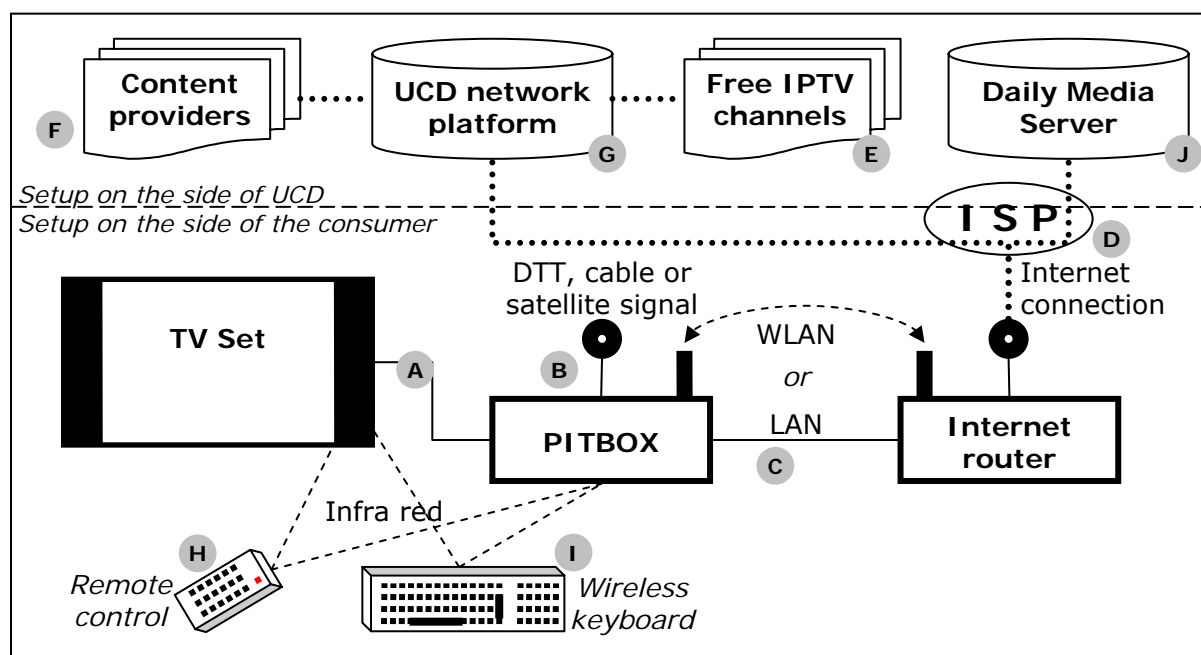 Content
providers
F
UCD network
platform
G
Free IPTV
channels
E
Daily Media
Server
J
Setup on the side of UCD
Setup on the side of the consumer
I S P
D
DTT, cable or
satellite signal
Internet
connection
TV Set
A
B
WLAN
or
LAN
C
PITBOX
Internet
router
Infra red
H
Remote
control
I
Wireless
keyboard